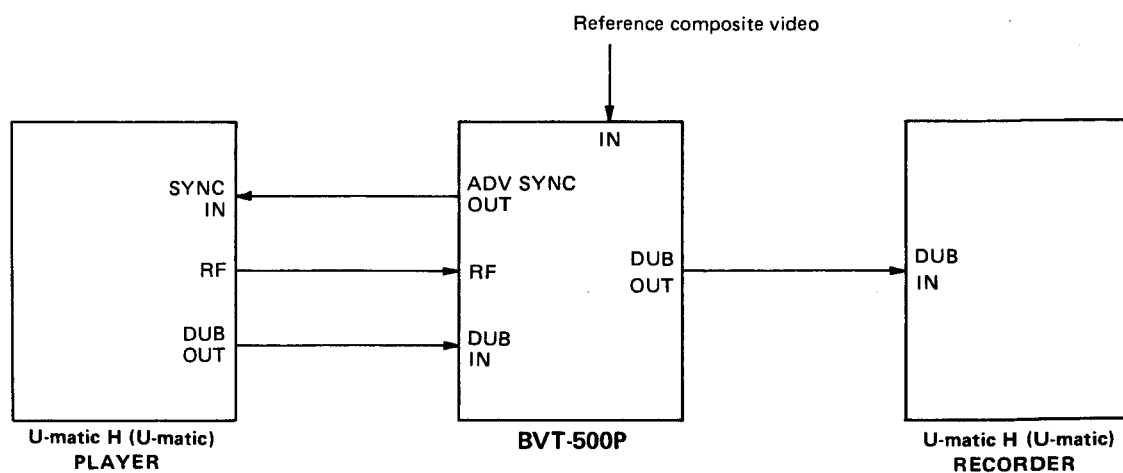 Reference composite video
IN
SYNC
IN
ADV SYNC
OUT
RF
RF
DUB
OUT
DUB
IN
DUB
OUT
DUB
IN
U-matic H (U-matic)
PLAYER
BVT-500P
U-matic H (U-matic)
RECORDER